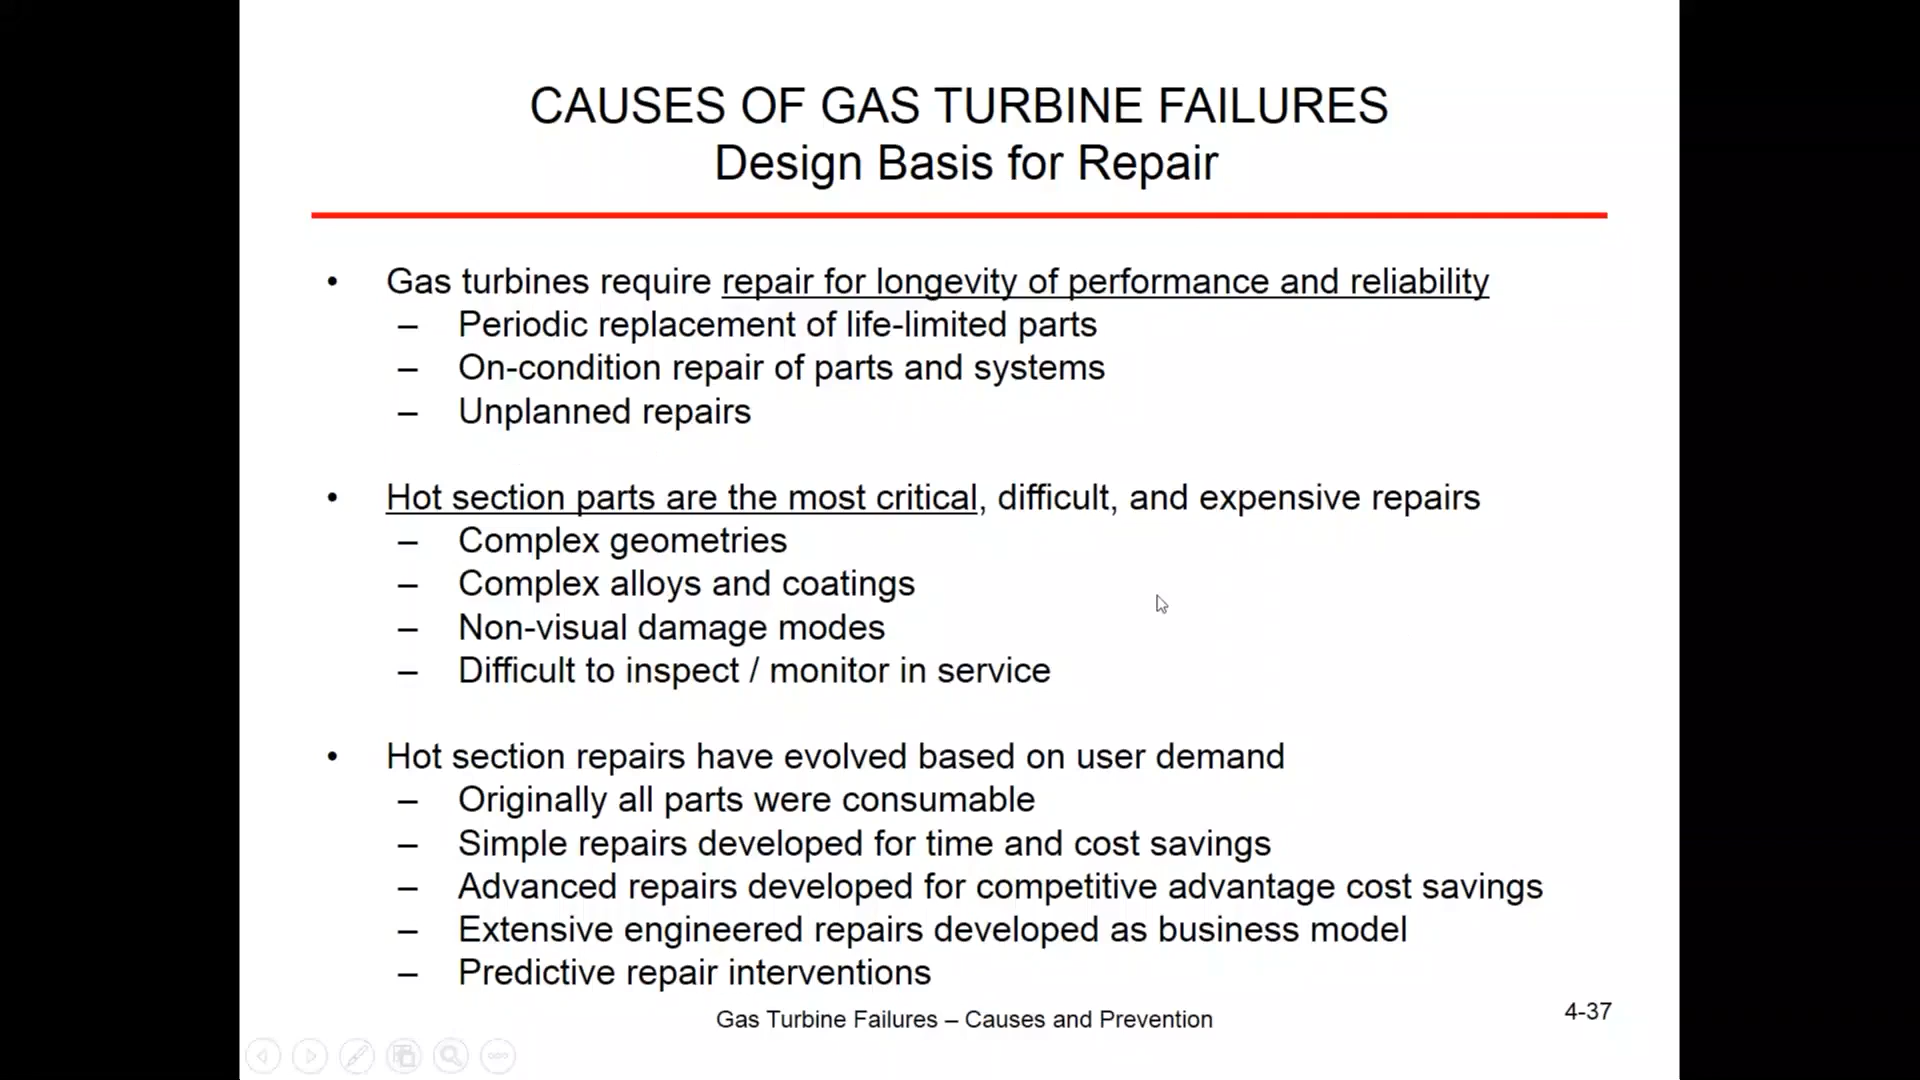 CAUSES OF GAS TURBINE FAILURES
Design Basis for Repair
• Gas turbines require repair for longevity of performance and reliability
– Periodic replacement of life-limited parts
– On-condition repair of parts and systems
– Unplanned repairs
• Hot section parts are the most critical, difficult, and expensive repairs
– Complex geometries
– Complex alloys and coatings
– Non-visual damage modes
– Difficult to inspect / monitor in service
• Hot section repairs have evolved based on user demand
– Originally all parts were consumable
– Simple repairs developed for time and cost savings
– Advanced repairs developed for competitive advantage cost savings
– Extensive engineered repairs developed as business model
– Predictive repair interventions
Gas Turbine Failures – Causes and Prevention
4-37